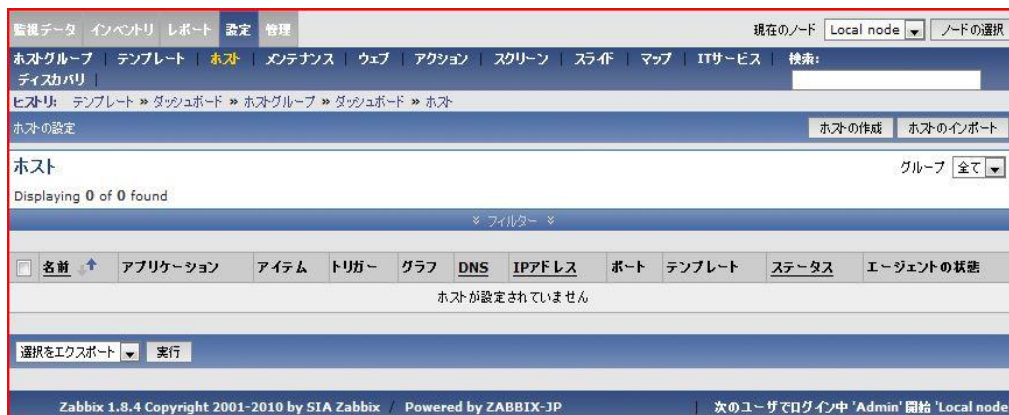 監視データ インベントリ レポート 設定 管理 現在のノード Local node ノードの選択
ホストグループ | テンプレート | ホスト | メンテナンス | ウェブ | アクション | スクリーン | スライド | マップ | ITサービス | 検索:
ディスカバリ |
ヒストリ: テンプレート » ダッシュボード » ホストグループ » ダッシュボード » ホスト
ホストの設定 ホストの作成 ホストのインポート
ホスト グループ 全て
Displaying 0 of 0 found
フィルター
名前 アプリケーション アイテム トリガー グラフ DNS IPアドレス ポート テンプレート ステータス エージェントの状態
ホストが設定されていません
選択をエクスポート 実行
Zabbix 1.8.4 Copyright 2001-2010 by SIA Zabbix / Powered by ZABBIX-JP | 次のユーザでログイン中 'Admin' 開始 'Local node